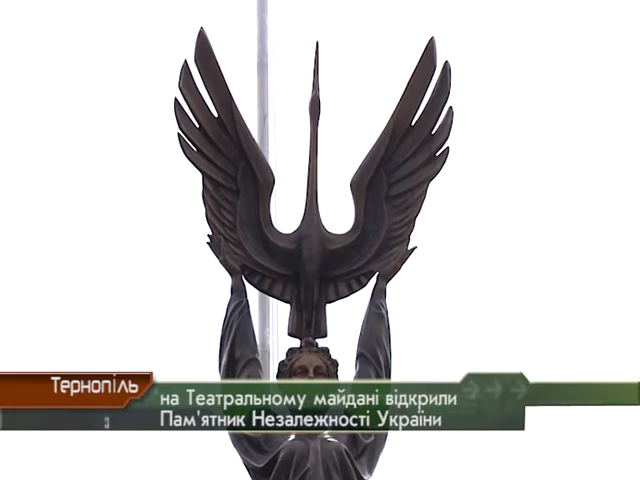 Тернопіль
на Театральному майдані відкрили
Пам'ятник Незалежності України